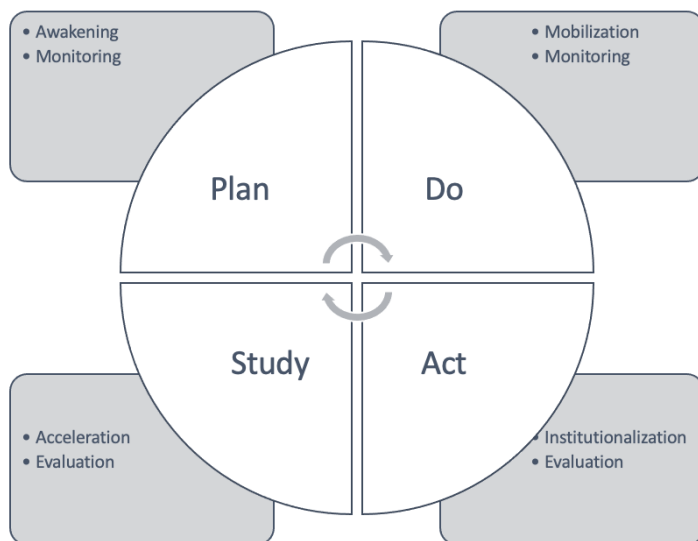 • Awakening
• Monitoring
• Mobilization
• Monitoring
Plan
Do
Study
Act
• Acceleration
• Evaluation
• Institutionalization
• Evaluation